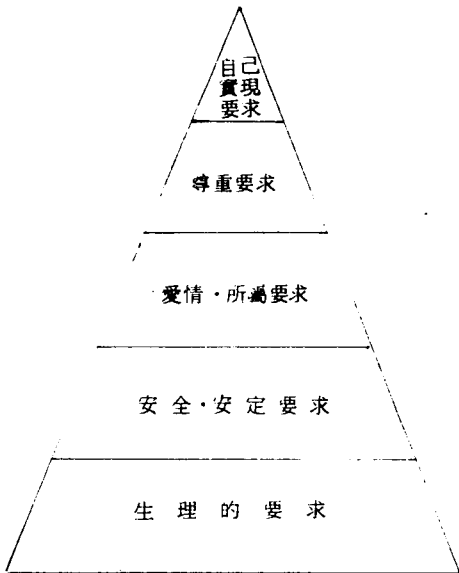 自己
實現
要求
尊重要求
愛情・所屬要求
安全・安定要求
生理的要求